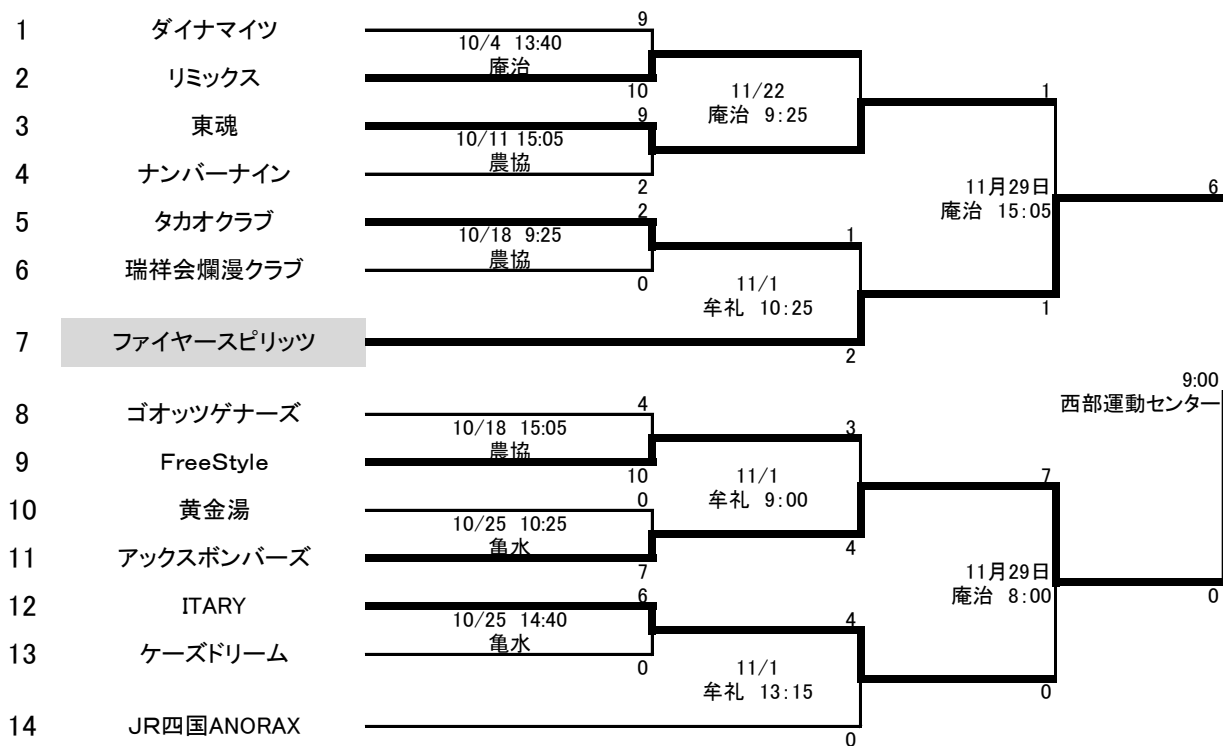 1 ダイナマイツ 9
10/4 13:40
庵治
2 リミックス 10
11/22
庵治 9:25
1
3 東魂 9
10/11 15:05
農協
4 ナンバーナイン 2
11月29日
庵治 15:05
6
5 タカオクラブ 2
10/18 9:25
農協
1
6 瑞祥会爛漫クラブ 0
11/1
牟礼 10:25
1
7 ファイヤースピリッツ
2
9:00
西部運動センター
8 ゴオッツゲナーズ 4
10/18 15:05
農協
3
9 FreeStyle 10
11/1
牟礼 9:00
7
10 黄金湯 0
10/25 10:25
亀水
4
11 アックスボンバーズ 7
11月29日
庵治 8:00
0
12 ITARY 6
10/25 14:40
亀水
4
13 ケーズドリーム 0
11/1
牟礼 13:15
0
14 JR四国ANORAX
0